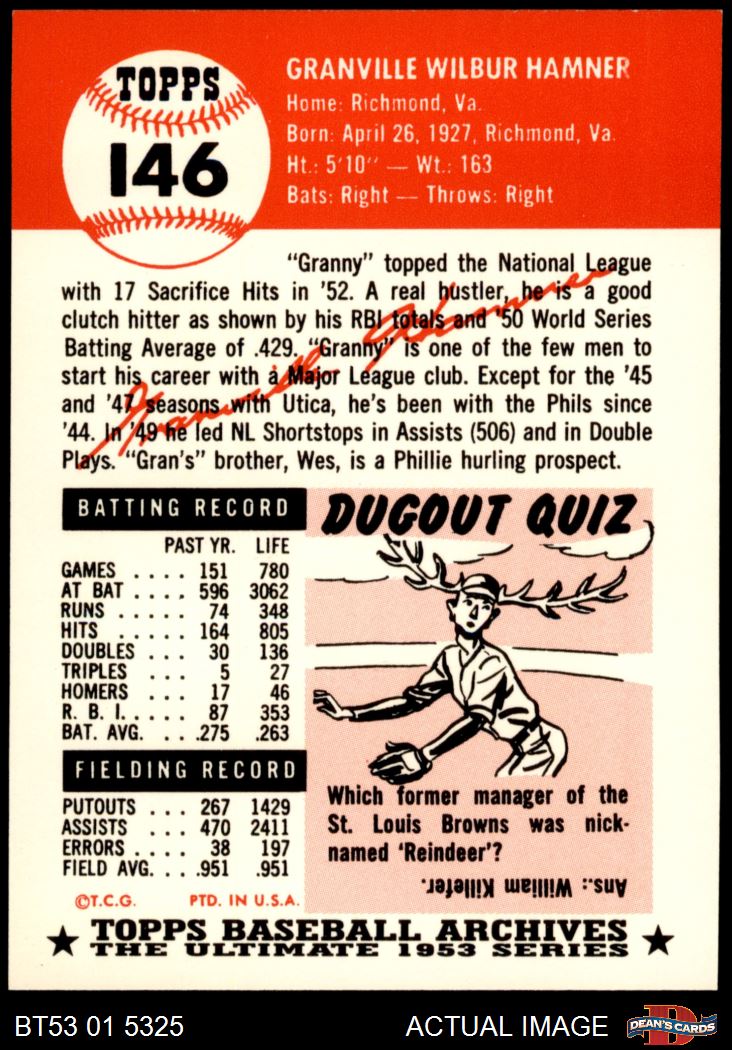 TOPPS
146
GRANVILLE WILBUR HAMNER
Home: Richmond, Va.
Born: April 26, 1927, Richmond, Va.
Ht.: 5'10" — Wt.: 163
Bats: Right — Throws: Right
"Granny" topped the National League
with 17 Sacrifice Hits in '52. A real hustler, he is a good
clutch hitter as shown by his RBI totals and '50 World Series
Batting Average of .429. "Granny" is one of the few men to
start his career with a Major League club. Except for the '45
and '47 seasons with Utica, he's been with the Phils since
'44. In '49 he led NL Shortstops in Assists (506) and in Double
Plays. "Gran's" brother, Wes, is a Phillie hurling prospect.
Granville Hamner
BATTING RECORD
PAST YR. LIFE
GAMES .... 151 780
AT BAT .... 596 3062
RUNS .... 74 348
HITS ..... 164 805
DOUBLES ... 30 136
TRIPLES ... 5 27
HOMERS ... 17 46
R. B. I. .... 87 353
BAT. AVG. ... .275 .263
FIELDING RECORD
PUTOUTS ... 267 1429
ASSISTS ... 470 2411
ERRORS .... 38 197
FIELD AVG. ... .951 .951
©T.C.G. PTD. IN U.S.A.
DUGOUT QUIZ
Which former manager of the
St. Louis Browns was nick-
named 'Reindeer'?
Ans.: William Killefer.
TOPPS BASEBALL ARCHIVES
THE ULTIMATE 1953 SERIES
BT53 01 5325 ACTUAL IMAGE
D
DEAN'S CARDS